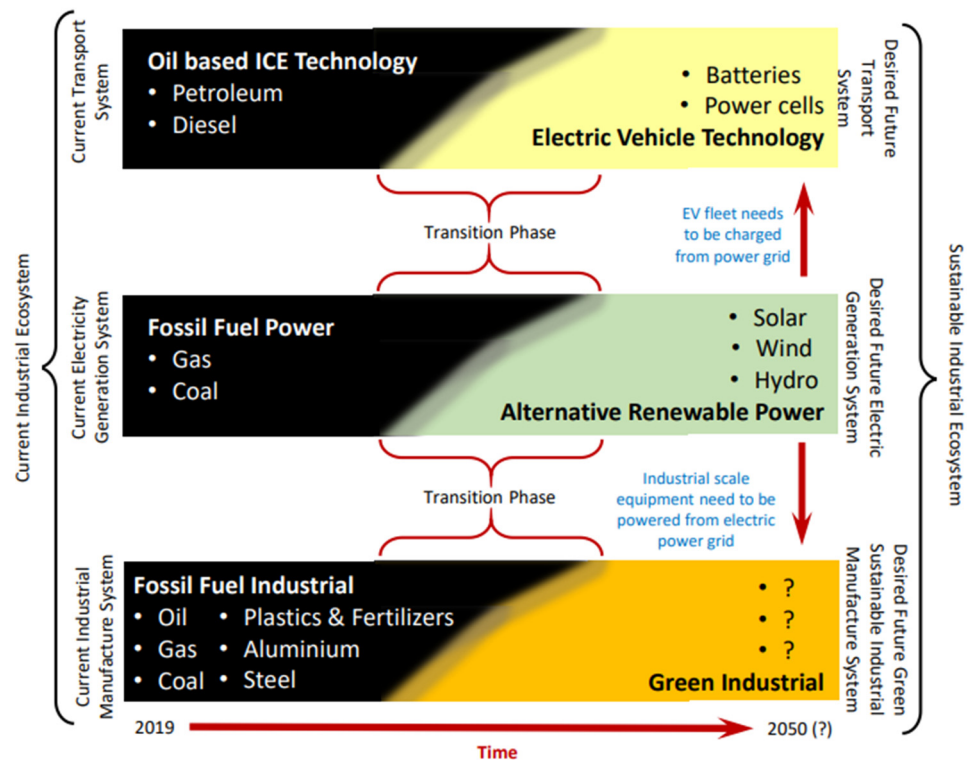 Current Industrial Ecosystem
Current Transport
System
Oil based ICE Technology
• Petroleum
• Diesel
• Batteries
• Power cells
Electric Vehicle Technology
Desired Future
Transport
System
Transition Phase
EV fleet needs
to be charged
from power grid
Current Electricity
Generation System
Fossil Fuel Power
• Gas
• Coal
• Solar
• Wind
• Hydro
Alternative Renewable Power
Desired Future Electric
Generation System
Transition Phase
Industrial scale
equipment need to be
powered from electric
power grid
Current Industrial
Manufacture System
Fossil Fuel Industrial
• Oil • Plastics & Fertilizers
• Gas • Aluminium
• Coal • Steel
• ?
• ?
• ?
Green Industrial
Desired Future Green
Sustainable Industrial
Manufacture System
Sustainable Industrial Ecosystem
2019
2050 (?)
Time